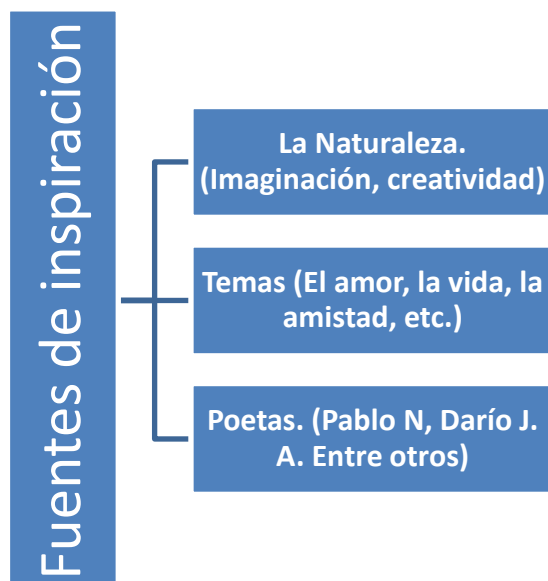 Fuentes de inspiración
La Naturaleza.
(Imaginación, creatividad)
Temas (El amor, la vida, la
amistad, etc.)
Poetas. (Pablo N, Darío J.
A. Entre otros)